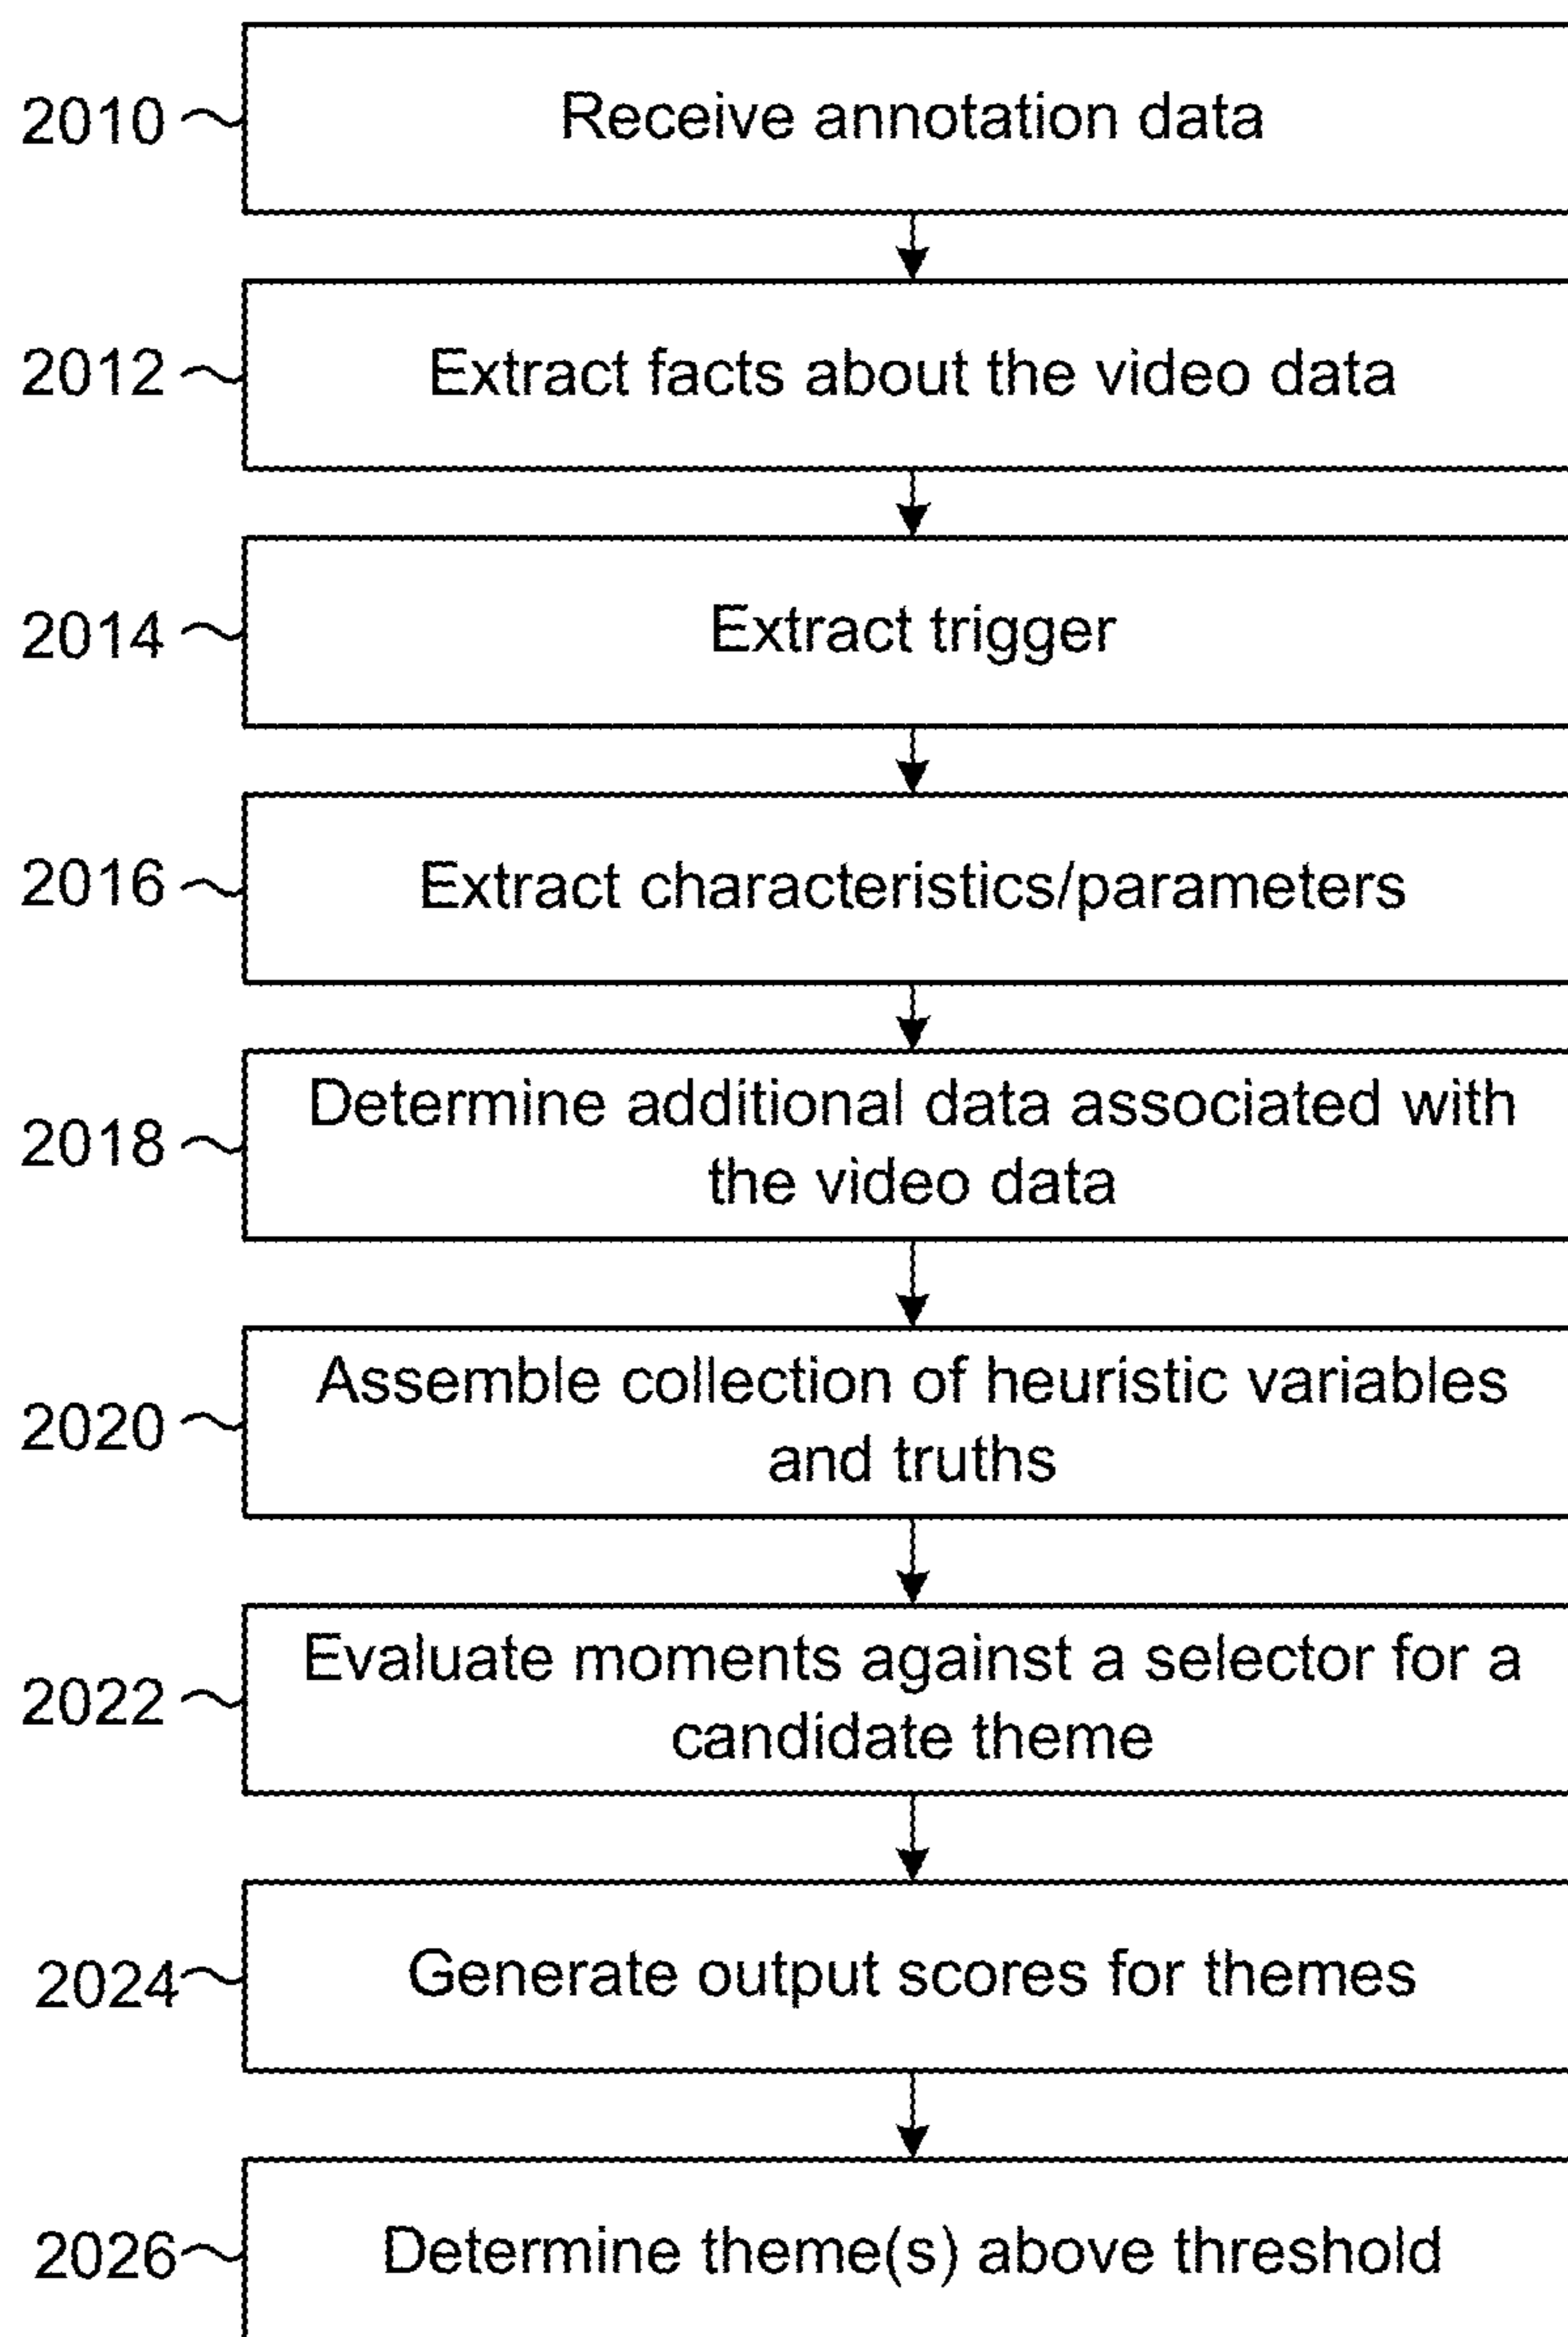 2010
Receive annotation data
2012
Extract facts about the video data
2014
Extract trigger
2016
Extract characteristics/parameters
2018
Determine additional data associated with
the video data
2020
Assemble collection of heuristic variables
and truths
2022
Evaluate moments against a selector for a
candidate theme
2024
Generate output scores for themes
2026
Determine theme(s) above threshold